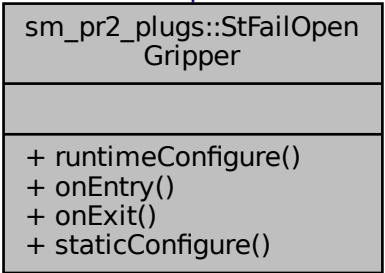 sm_pr2_plugs::StFailOpen
Gripper
+ runtimeConfigure()
+ onEntry()
+ onExit()
+ staticConfigure()